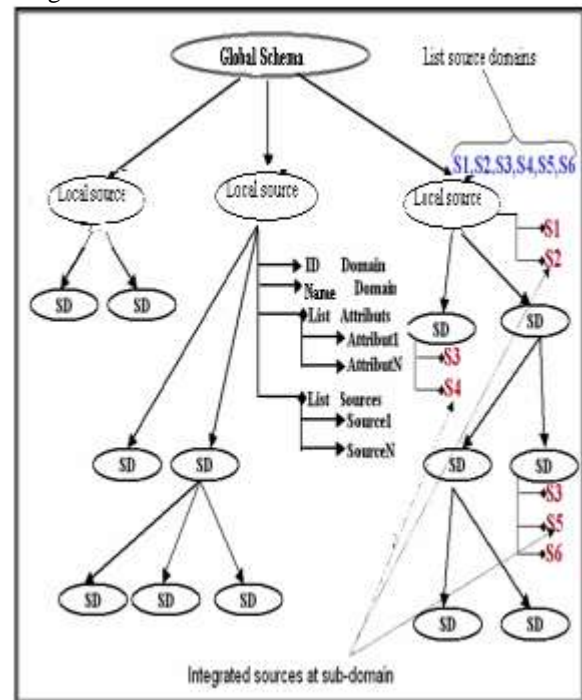 Global Schema
List source domains
S1,S2,S3,S4,S5,S6
Local source
Local source
Local source
S1
S2
ID Domain
Name Domain
List Attributs
Attribut1
AttributN
List Sources
Source1
SourceN
SD
SD
SD
S3
S4
SD
SD
SD
SD
SD
S3
S5
S6
SD
SD
SD
SD
SD
Integrated sources at sub-domain